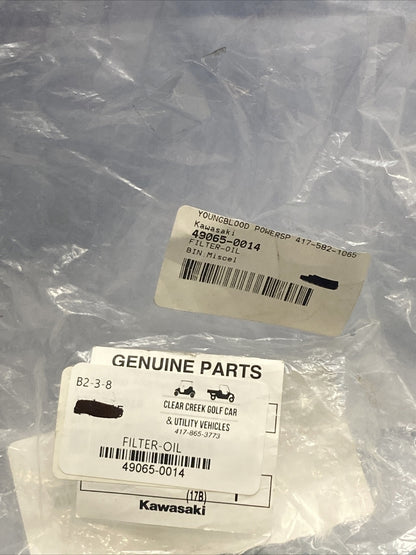 YOUNGBLOOD POWERSP 417-582-1065
Kawasaki
49065-0014
FILTER-OIL
BIN:Miscel
GENUINE PARTS
B2-3-8
CLEAR CREEK GOLF CAR
& UTILITY VEHICLES
417-865-3773
FILTER-OIL
49065-0014
(17B) 1
Kawasaki